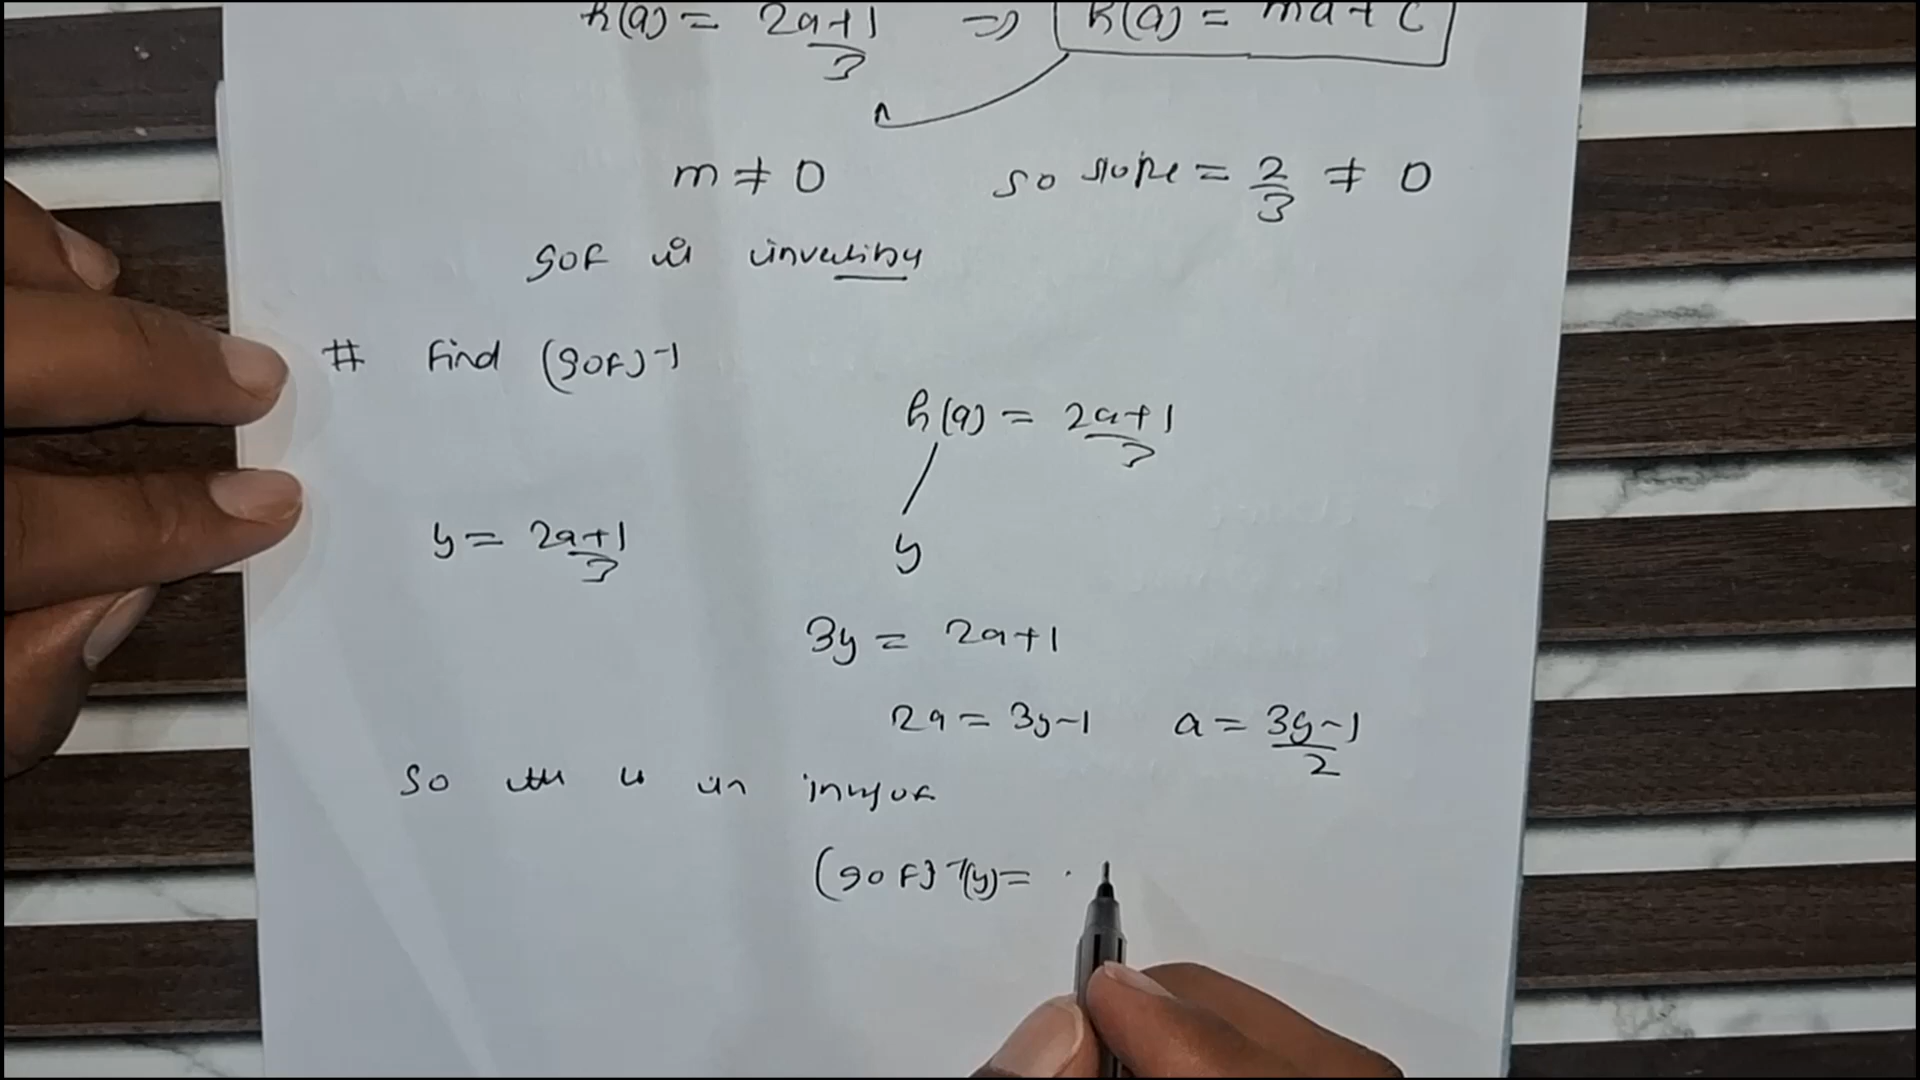 h(a) = 2a+1/3 => h(a) = ma + c
m ≠ 0 so slope = 2/3 ≠ 0
gof is
# Find (gof)-1
h(a) = 2a+1/3
y = 2a+1/3 y
3y = 2a+1
2a = 3y-1 a = 3y-1/2
So in
(gof)-1(y) =